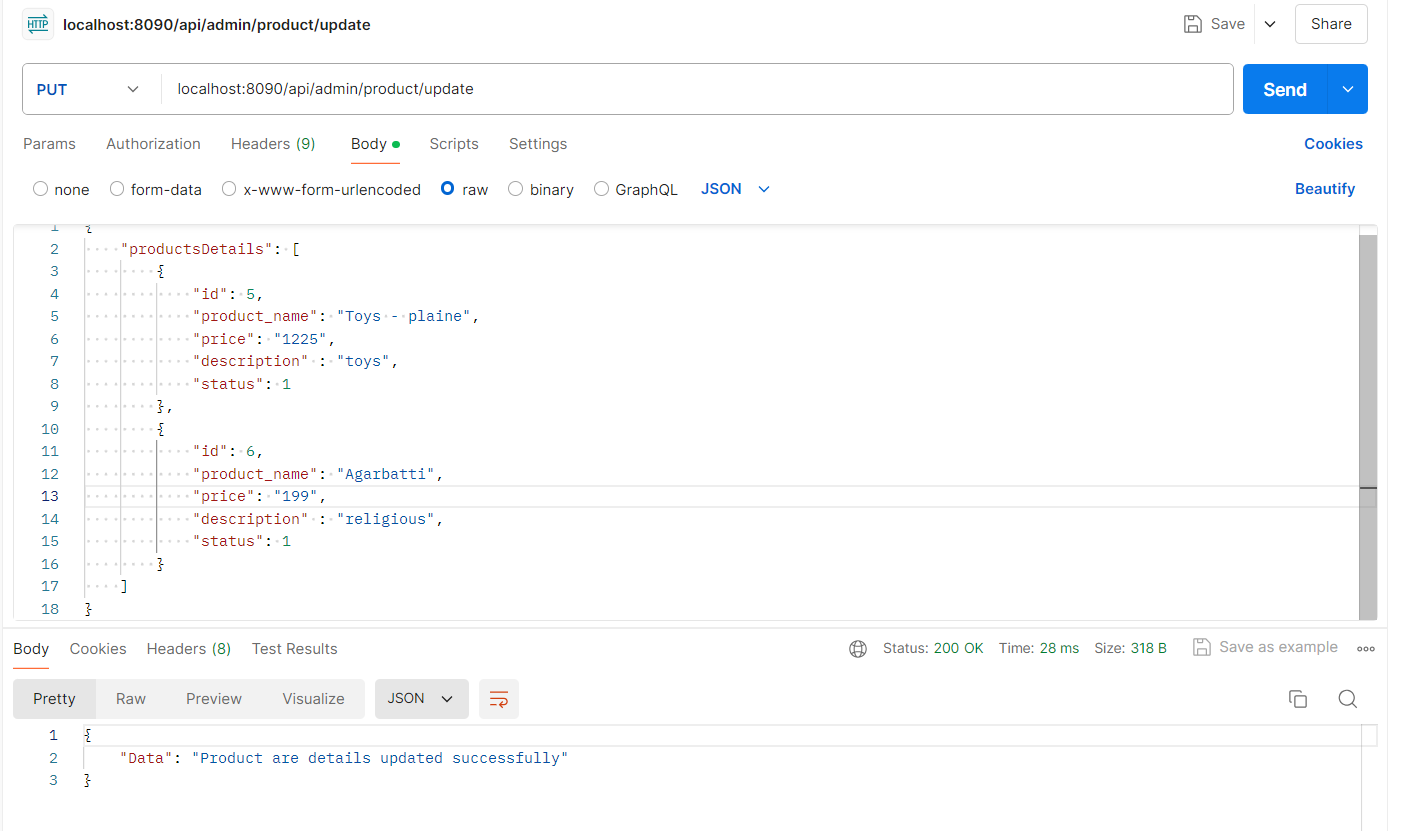 HTTP localhost:8090/api/admin/product/update Save Share
PUT localhost:8090/api/admin/product/update Send
Params Authorization Headers (9) Body Scripts Settings Cookies
none form-data x-www-form-urlencoded raw binary GraphQL JSON Beautify
1 {
2 "productsDetails": [
3 {
4 "id": 5,
5 "product_name": "Toys - plaine",
6 "price": "1225",
7 "description" : "toys",
8 "status": 1
9 },
10 {
11 "id": 6,
12 "product_name": "Agarbatti",
13 "price": "199",
14 "description" : "religious",
15 "status": 1
16 }
17 ]
18 }
Body Cookies Headers (8) Test Results Status: 200 OK Time: 28 ms Size: 318 B Save as example
Pretty Raw Preview Visualize JSON
1 {
2 "Data": "Product are details updated successfully"
3 }